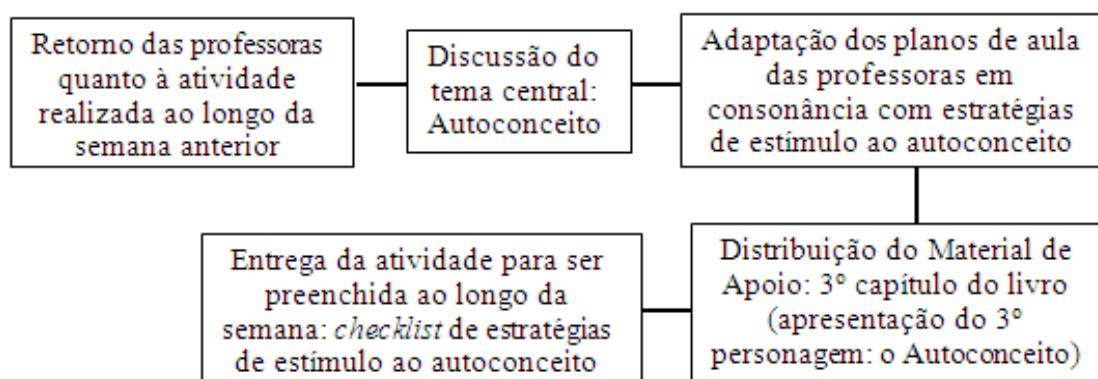 Retorno das professoras
quanto à atividade
realizada ao longo da
semana anterior
Discussão do
tema central:
Autoconceito
Adaptação dos planos de aula
das professoras em
consonância com estratégias
de estímulo ao autoconceito
Distribuição do Material de
Apoio: 3º capítulo do livro
(apresentação do 3º
personagem: o Autoconceito)
Entrega da atividade para ser
preenchida ao longo da
semana: checklist de estratégias
de estímulo ao autoconceito